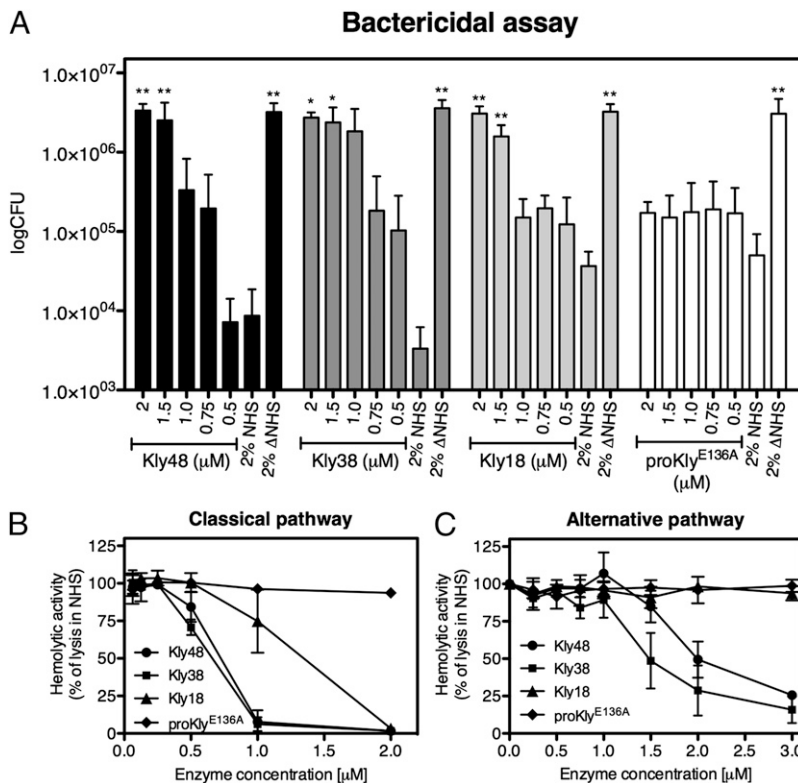 A
Bactericidal assay
logCFU
1.0×10⁰⁷
1.0×10⁰⁶
1.0×10⁰⁵
1.0×10⁰⁴
1.0×10⁰³
** ** ** * * ** ** ** ** **
2 1.5 1.0 0.75 0.5 2% NHS 2% ΔNHS
2 1.5 1.0 0.75 0.5 2% NHS 2% ΔNHS
2 1.5 1.0 0.75 0.5 2% NHS 2% ΔNHS
2 1.5 1.0 0.75 0.5 2% NHS 2% ΔNHS
Kly48 (µM)
Kly38 (µM)
Kly18 (µM)
proKlyᴱ¹³⁶ᴬ
(µM)
B
Classical pathway
Hemolytic activity
(% of lysis in NHS)
125
100
75
50
25
0
Kly48
Kly38
Kly18
proKlyᴱ¹³⁶ᴬ
0.0 0.5 1.0 1.5 2.0
Enzyme concentration [µM]
C
Alternative pathway
Hemolytic activity
(% of lysis in NHS)
125
100
75
50
25
0
Kly48
Kly38
Kly18
proKlyᴱ¹³⁶ᴬ
0.0 0.5 1.0 1.5 2.0 2.5 3.0
Enzyme concentration [µM]